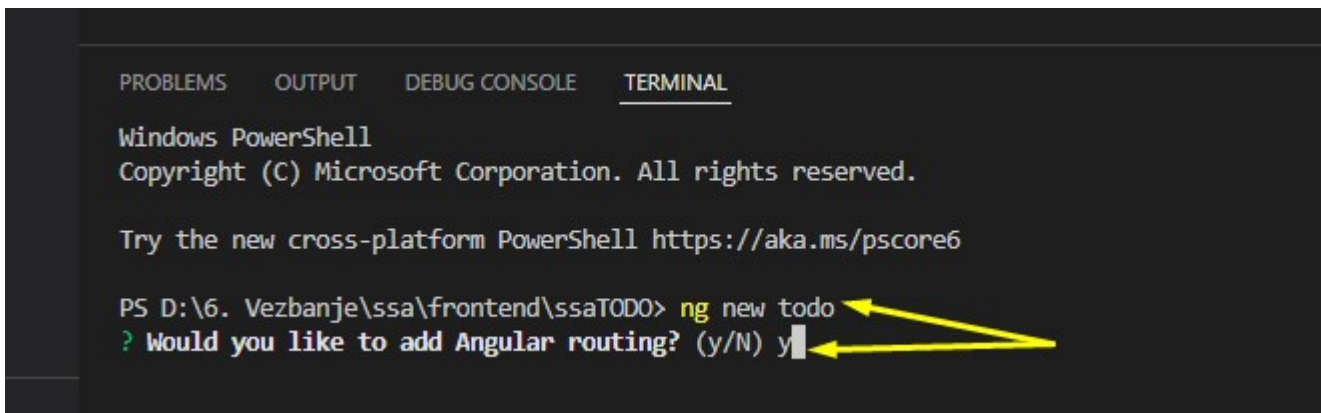 PROBLEMS OUTPUT DEBUG CONSOLE TERMINAL
Windows PowerShell
Copyright (C) Microsoft Corporation. All rights reserved.
Try the new cross-platform PowerShell https://aka.ms/pscore6
PS D:\6. Vezbanje\ssa\frontend\ssaTODO> ng new todo
? Would you like to add Angular routing? (y/N) y